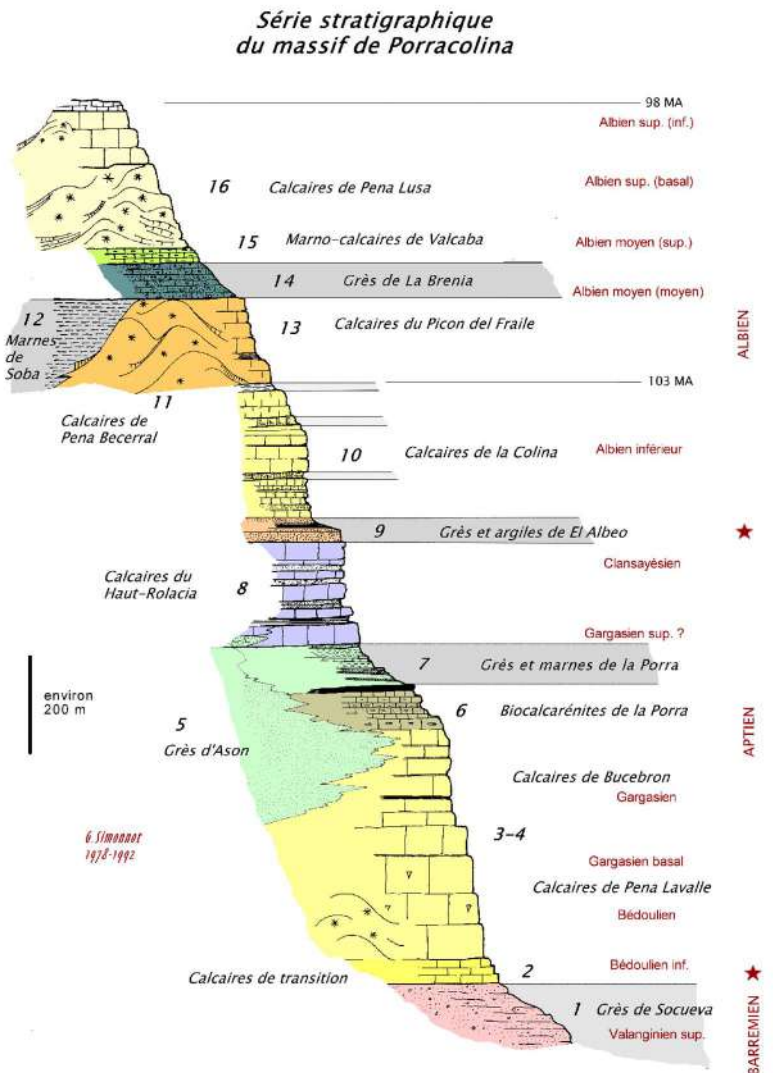 Série stratigraphique
du massif de Porracolina
98 MA
Albien sup. (inf.)
16 Calcaires de Pena Lusa
Albien sup. (basal)
15 Marno-calcaires de Valcaba
Albien moyen (sup.)
14 Grès de La Brenia
Albien moyen (moyen)
12
Marnes
de
Soba
13 Calcaires du Picon del Fraile
ALBIEN
103 MA
11
Calcaires de
Pena Becerral
10 Calcaires de la Colina
Albien inférieur
9 Grès et argiles de El Albeo
Clansayésien
Calcaires du
Haut-Rolacia
8
Gargasien sup. ?
7 Grès et marnes de la Porra
environ
200 m
6 Biocalcarénites de la Porra
5
Grès d'Ason
APTIEN
Calcaires de Bucebron
Gargasien
G. Simonnot
1978-1992
3-4
Gargasien basal
Calcaires de Pena Lavalle
Bédoulien
Calcaires de transition
2
Bédoulien inf.
1 Grès de Socueva
Valanginien sup.
BARREMIEN